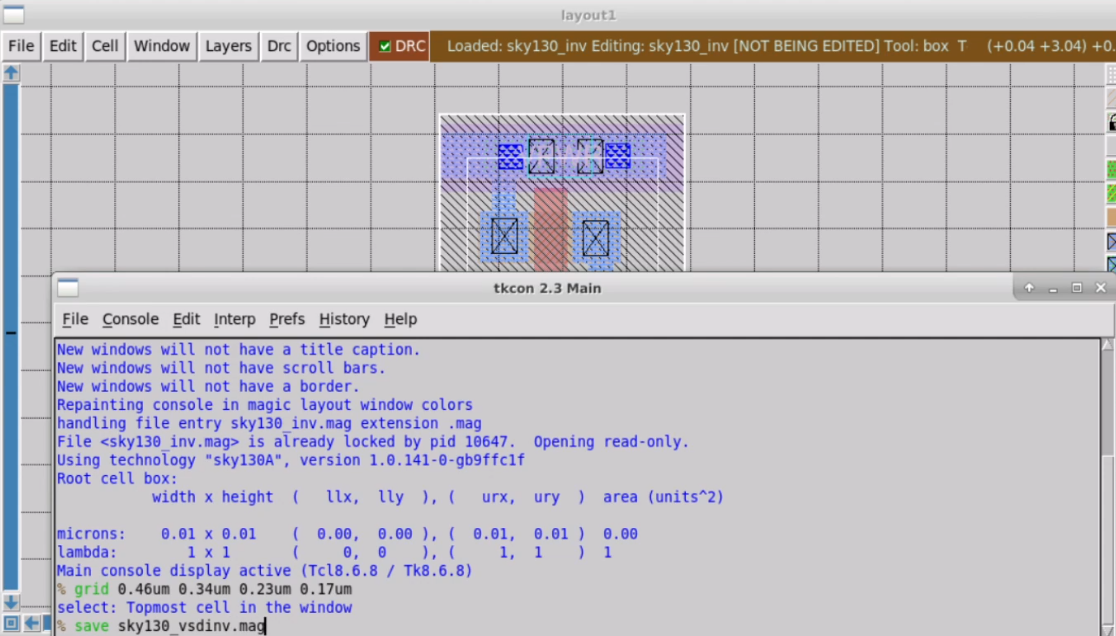 layout1
File Edit Cell Window Layers Drc Options DRC Loaded: sky130_inv Editing: sky130_inv [NOT BEING EDITED] Tool: box T (+0.04 +3.04) +0.
tkcon 2.3 Main
File Console Edit Interp Prefs History Help
New windows will not have a title caption.
New windows will not have scroll bars.
New windows will not have a border.
Repainting console in magic layout window colors
handling file entry sky130_inv.mag extension .mag
File <sky130_inv.mag> is already locked by pid 10647. Opening read-only.
Using technology "sky130A", version 1.0.141-0-gb9ffc1f
Root cell box:
width x height ( llx, lly ), ( urx, ury ) area (units^2)
microns: 0.01 x 0.01 ( 0.00, 0.00 ), ( 0.01, 0.01 ) 0.00
lambda: 1 x 1 ( 0, 0 ), ( 1, 1 ) 1
Main console display active (Tcl8.6.8 / Tk8.6.8)
% grid 0.46um 0.34um 0.23um 0.17um
select: Topmost cell in the window
% save sky130_vsdinv.mag